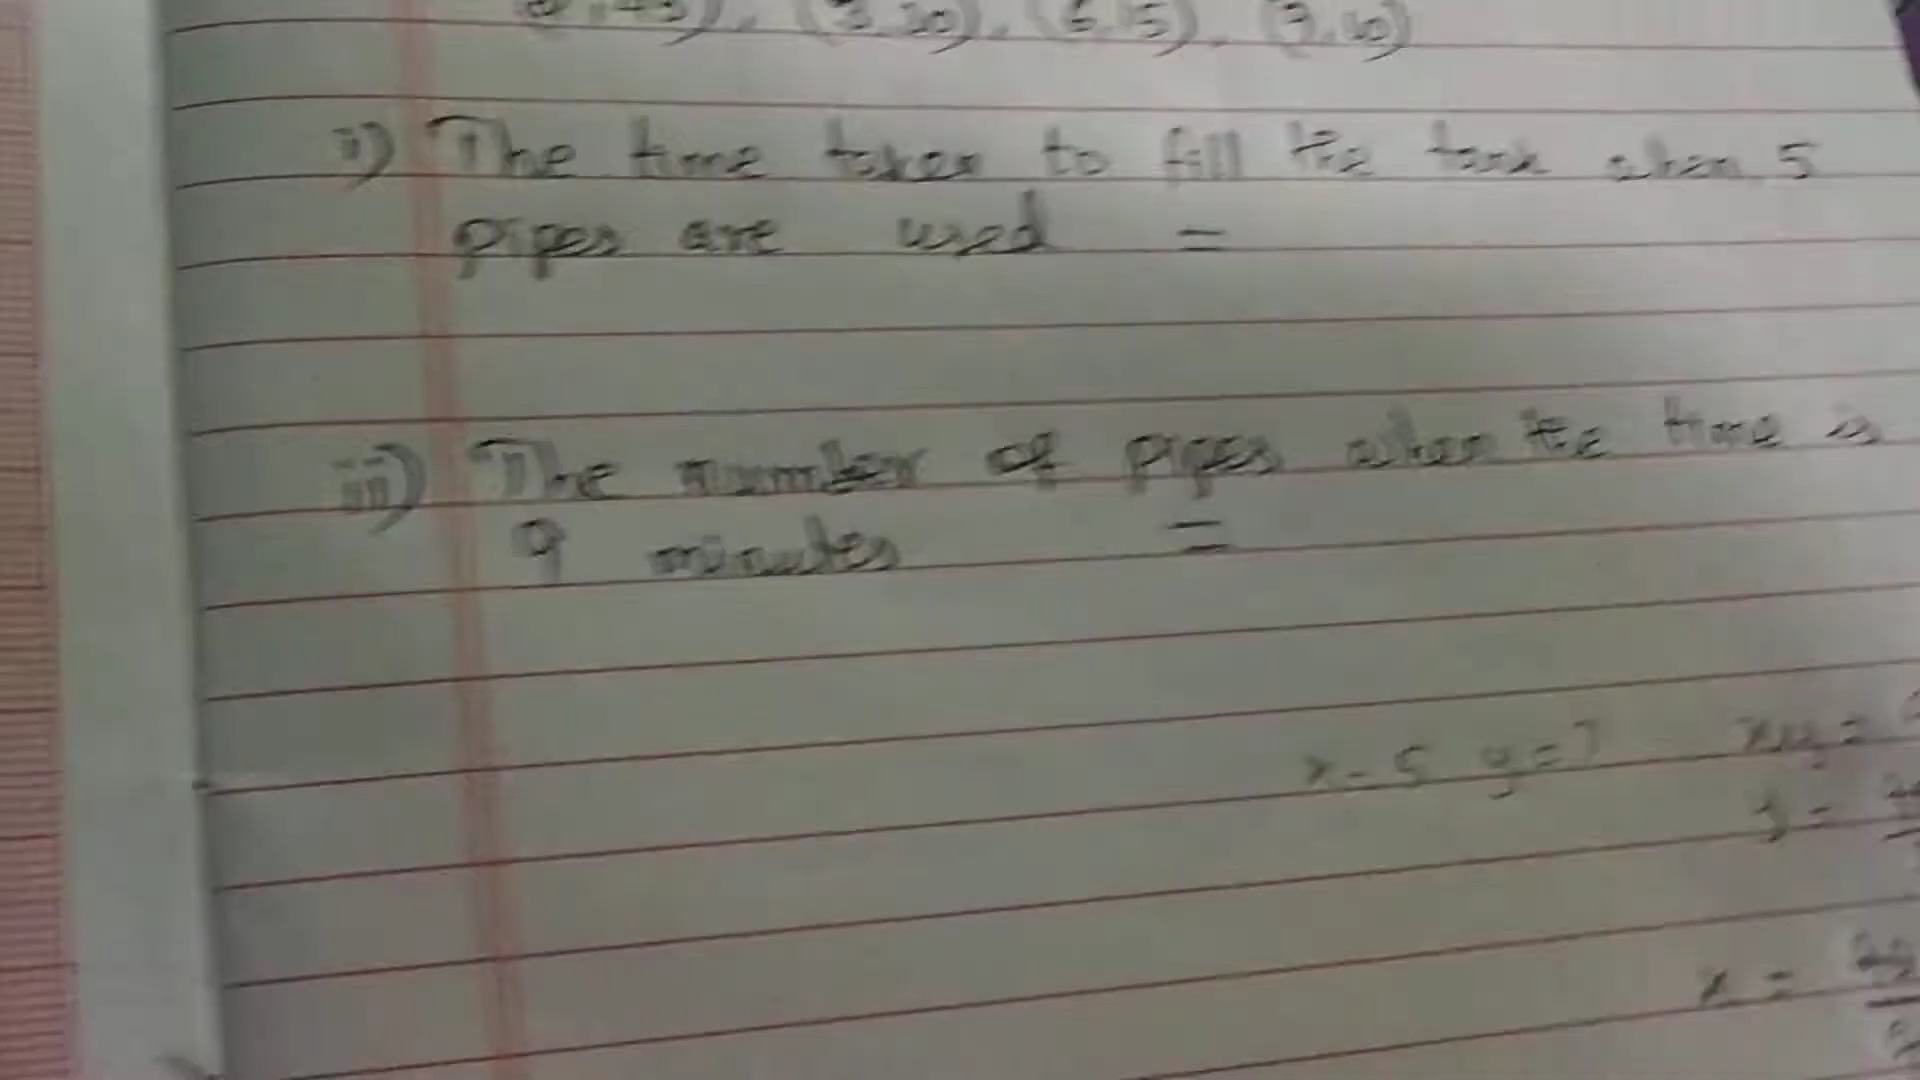 (3,30), (6,15), (9,10)
i) The time taken to fill the tank when 5
pipes are used =
ii) The number of pipes when the time is
9 minutes =
x = 5 y = ? xy =
y =
x =